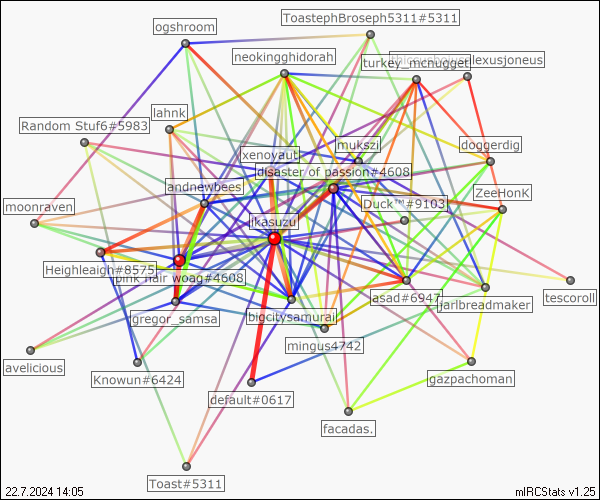 ToastephBroseph5311#5311
ogshroom
neokingghidorah
turkey_mcnugget
alexusjoneus
lahnk
Random Stuf6#5983
mukszi
doggerdig
xenoyaut
disaster of passion#4608
andnewbees
ZeeHonK
Duck™#9103
moonraven
jkasuzu
Heighleaigh#8575
pink hair woag#4608
asad#6947
jarlbreadmaker
tescoroll
gregor_samsa
bigcitysamurai
mingus4742
avelicious
Knowun#6424
gazpachoman
default#0617
facadas.
Toast#5311
22.7.2024 14:05
mIRCStats v1.25